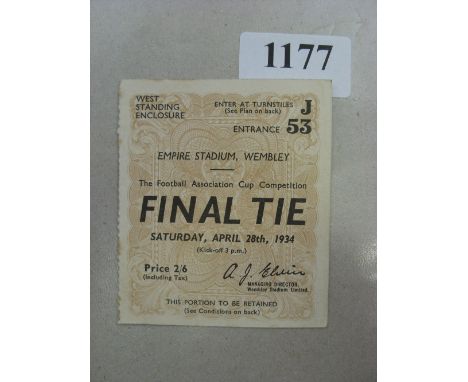 1177
WEST
STANDING
ENCLOSURE
ENTER AT TURNSTILES J
(See Plan on back)
ENTRANCE 53
EMPIRE STADIUM, WEMBLEY
The Football Association Cup Competition
FINAL TIE
SATURDAY, APRIL 28th, 1934
(Kick-off 3 p.m.)
Price 2/6
(Including Tax)
A. J. Elvin
MANAGING DIRECTOR,
Wembley Stadium Limited.
THIS PORTION TO BE RETAINED
(See Conditions on back)